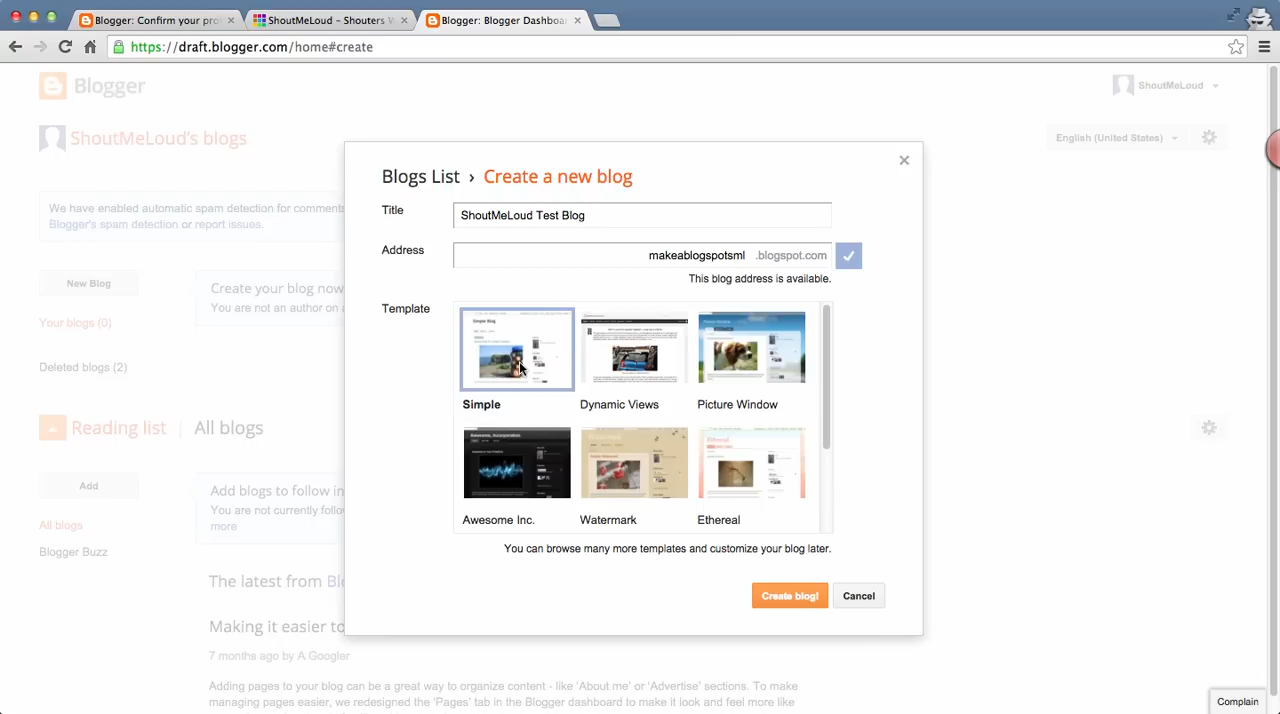 Blogger: Confirm your pro
ShoutMeLoud – Shouters W
Blogger: Blogger Dashboa
https://draft.blogger.com/home#create
Blogger
ShoutMeLoud
ShoutMeLoud's blogs
English (United States)
We have enabled automatic spam detection for comments
Blogger's spam detection or report issues.
New Blog
Create your blog now
You are not an author on a
Your blogs (0)
Deleted blogs (2)
Reading list
All blogs
Add
Add blogs to follow in
You are not currently follow
more
All blogs
Blogger Buzz
The latest from Bl
Making it easier to
7 months ago by A Googler
Adding pages to your blog can be a great way to organize content - like 'About me' or 'Advertise' sections. To make
managing pages easier, we redesigned the 'Pages' tab in the Blogger dashboard to make it look and feel more like
Blogs List › Create a new blog
Title
ShoutMeLoud Test Blog
Address
makeablogspotsml .blogspot.com
This blog address is available.
Template
Simple Blog
Simple
Dynamic Views
Picture Window
Awesome Inc.
Watermark
Ethereal
You can browse many more templates and customize your blog later.
Create blog!
Cancel
Complain